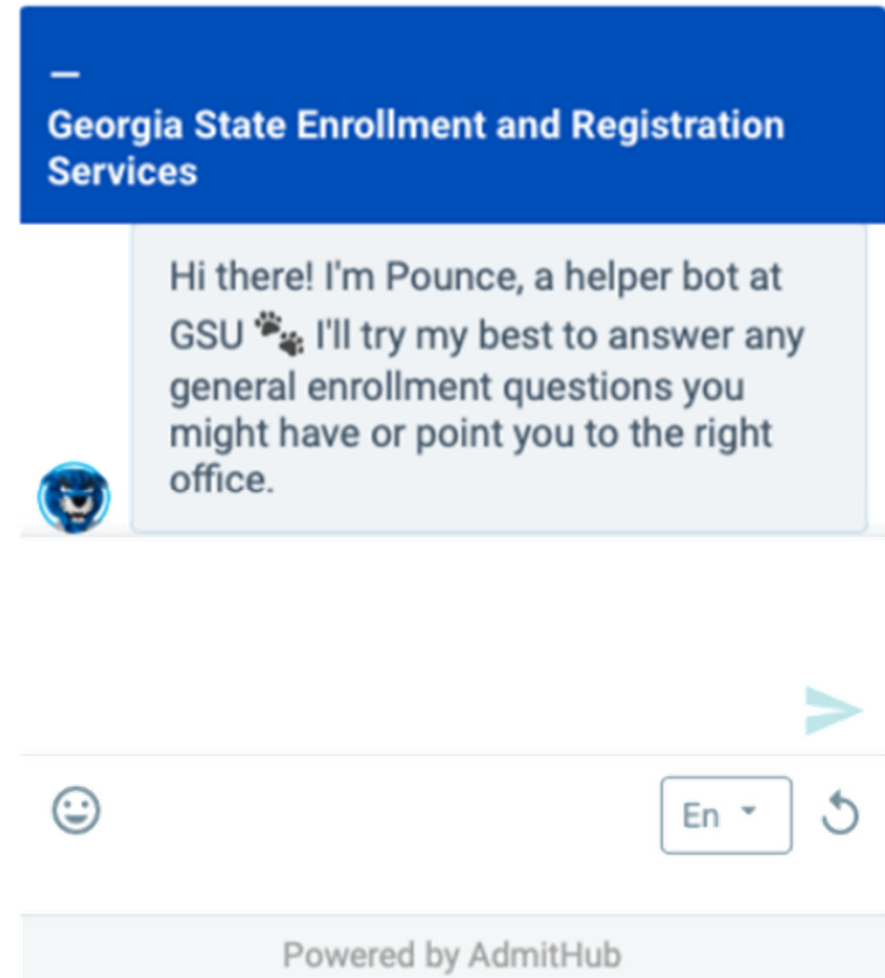 Georgia State Enrollment and Registration
Services
Hi there! I'm Pounce, a helper bot at
GSU 🐾 I'll try my best to answer any
general enrollment questions you
might have or point you to the right
office.
En
Powered by AdmitHub